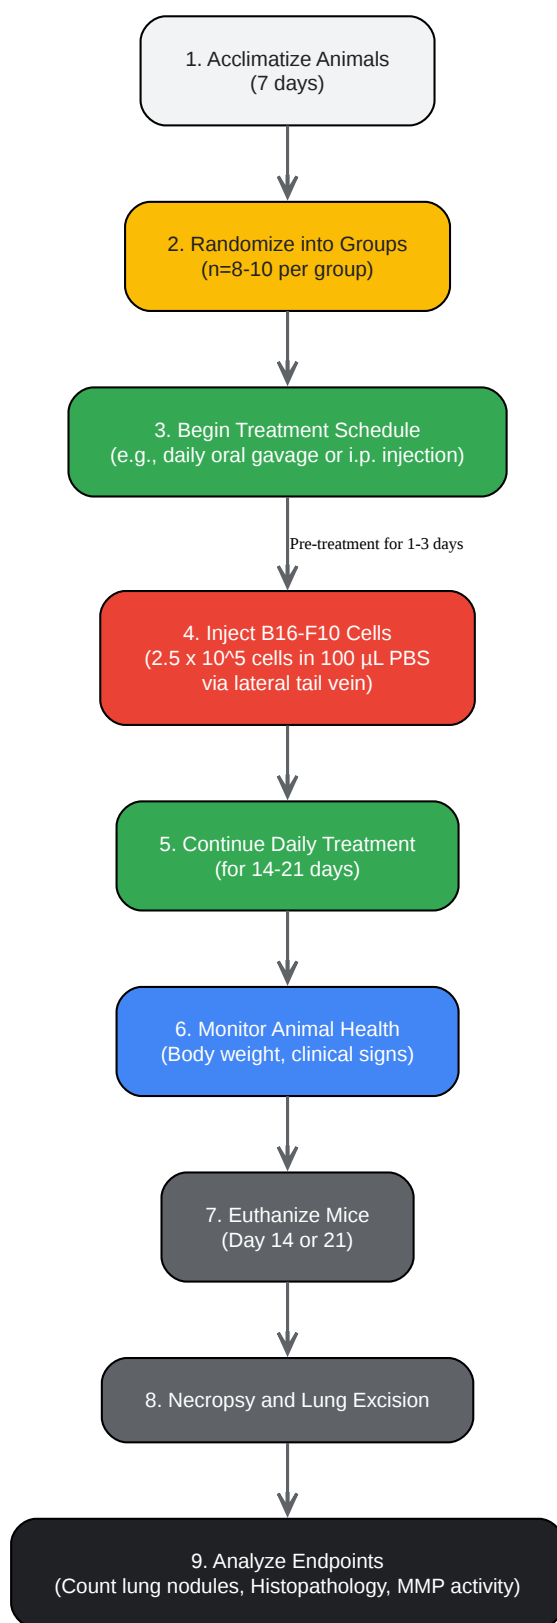 1. Acclimatize Animals
(7 days)
2. Randomize into Groups
(n=8-10 per group)
3. Begin Treatment Schedule
(e.g., daily oral gavage or i.p. injection)
Pre-treatment for 1-3 days
4. Inject B16-F10 Cells
(2.5 x 10^5 cells in 100 µL PBS
via lateral tail vein)
5. Continue Daily Treatment
(for 14-21 days)
6. Monitor Animal Health
(Body weight, clinical signs)
7. Euthanize Mice
(Day 14 or 21)
8. Necropsy and Lung Excision
9. Analyze Endpoints
(Count lung nodules, Histopathology, MMP activity)